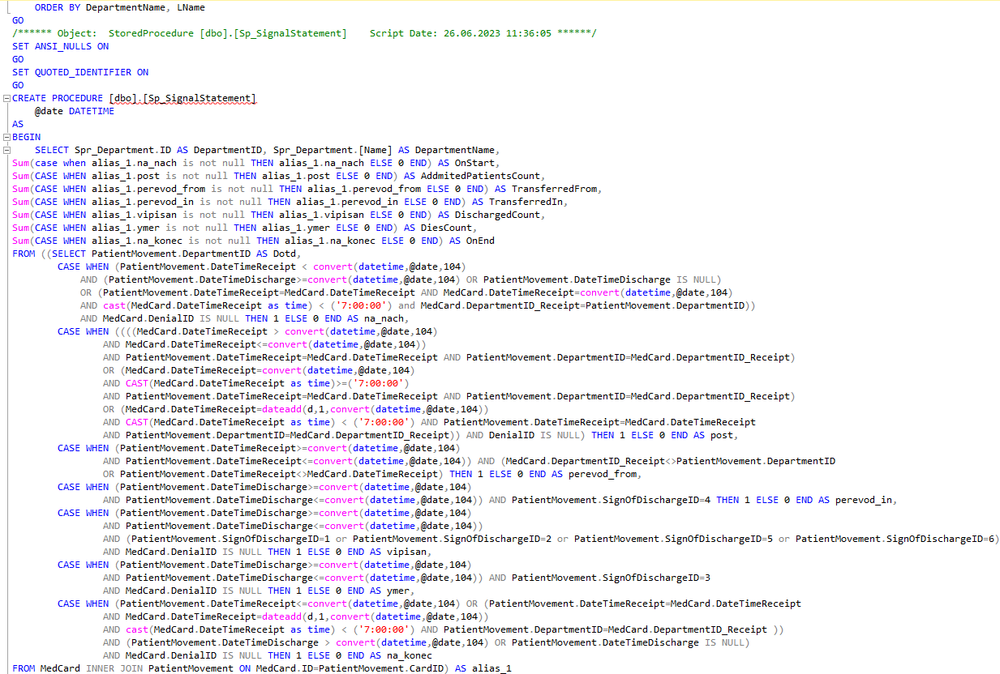 ORDER BY DepartmentName, LName
GO
/****** Object:  StoredProcedure [dbo].[Sp_SignalStatement]    Script Date: 26.06.2023 11:36:05 ******/
SET ANSI_NULLS ON
GO
SET QUOTED_IDENTIFIER ON
GO
CREATE PROCEDURE [dbo].[Sp_SignalStatement]
    @date DATETIME
AS
BEGIN
    SELECT Spr_Department.ID AS DepartmentID, Spr_Department.[Name] AS DepartmentName,
Sum(case when alias_1.na_nach is not null THEN alias_1.na_nach ELSE 0 END) AS OnStart,
Sum(CASE WHEN alias_1.post is not null THEN alias_1.post ELSE 0 END) AS AddmitedPatientsCount,
Sum(CASE WHEN alias_1.perevod_from is not null THEN alias_1.perevod_from ELSE 0 END) AS TransferredFrom,
Sum(CASE WHEN alias_1.perevod_in is not null THEN alias_1.perevod_in ELSE 0 END) AS TransferredIn,
Sum(CASE WHEN alias_1.vipisan is not null THEN alias_1.vipisan ELSE 0 END) AS DischargedCount,
Sum(CASE WHEN alias_1.ymer is not null THEN alias_1.ymer ELSE 0 END) AS DiesCount,
Sum(CASE WHEN alias_1.na_konec is not null THEN alias_1.na_konec ELSE 0 END) AS OnEnd
FROM ((SELECT PatientMovement.DepartmentID AS Dotd,
        CASE WHEN (PatientMovement.DateTimeReceipt < convert(datetime,@date,104)
                AND (PatientMovement.DateTimeDischarge>=convert(datetime,@date,104) OR PatientMovement.DateTimeDischarge IS NULL)
                OR (PatientMovement.DateTimeReceipt=MedCard.DateTimeReceipt AND MedCard.DateTimeReceipt=convert(datetime,@date,104)
                AND cast(MedCard.DateTimeReceipt as time) < ('7:00:00') and MedCard.DepartmentID_Receipt=PatientMovement.DepartmentID))
                AND MedCard.DenialID IS NULL THEN 1 ELSE 0 END AS na_nach,
        CASE WHEN ((((MedCard.DateTimeReceipt > convert(datetime,@date,104)
                AND MedCard.DateTimeReceipt<=convert(datetime,@date,104))
                AND PatientMovement.DateTimeReceipt=MedCard.DateTimeReceipt AND PatientMovement.DepartmentID=MedCard.DepartmentID_Receipt)
                OR (MedCard.DateTimeReceipt=convert(datetime,@date,104)
                AND CAST(MedCard.DateTimeReceipt as time)>=('7:00:00')
                AND PatientMovement.DateTimeReceipt=MedCard.DateTimeReceipt AND PatientMovement.DepartmentID=MedCard.DepartmentID_Receipt)
                OR (MedCard.DateTimeReceipt=dateadd(d,1,convert(datetime,@date,104))
                AND CAST(MedCard.DateTimeReceipt as time) < ('7:00:00') AND PatientMovement.DateTimeReceipt=MedCard.DateTimeReceipt
                AND PatientMovement.DepartmentID=MedCard.DepartmentID_Receipt)) AND DenialID IS NULL) THEN 1 ELSE 0 END AS post,
        CASE WHEN (PatientMovement.DateTimeReceipt>=convert(datetime,@date,104)
                AND PatientMovement.DateTimeReceipt<=convert(datetime,@date,104)) AND (MedCard.DepartmentID_Receipt<>PatientMovement.DepartmentID
                OR PatientMovement.DateTimeReceipt<>MedCard.DateTimeReceipt) THEN 1 ELSE 0 END AS perevod_from,
        CASE WHEN (PatientMovement.DateTimeDischarge>=convert(datetime,@date,104)
                AND PatientMovement.DateTimeDischarge<=convert(datetime,@date,104)) AND PatientMovement.SignOfDischargeID=4 THEN 1 ELSE 0 END AS perevod_in,
        CASE WHEN (PatientMovement.DateTimeDischarge>=convert(datetime,@date,104)
                AND PatientMovement.DateTimeDischarge<=convert(datetime,@date,104))
                AND (PatientMovement.SignOfDischargeID=1 or PatientMovement.SignOfDischargeID=2 or PatientMovement.SignOfDischargeID=5 or PatientMovement.SignOfDischargeID=6)
                AND MedCard.DenialID IS NULL THEN 1 ELSE 0 END AS vipisan,
        CASE WHEN (PatientMovement.DateTimeDischarge>=convert(datetime,@date,104)
                AND PatientMovement.DateTimeDischarge<=convert(datetime,@date,104)) AND PatientMovement.SignOfDischargeID=3
                AND MedCard.DenialID IS NULL THEN 1 ELSE 0 END AS ymer,
        CASE WHEN (PatientMovement.DateTimeReceipt<=convert(datetime,@date,104) OR (PatientMovement.DateTimeReceipt=MedCard.DateTimeReceipt
                AND MedCard.DateTimeReceipt=dateadd(d,1,convert(datetime,@date,104))
                AND cast(MedCard.DateTimeReceipt as time) < ('7:00:00') AND PatientMovement.DepartmentID=MedCard.DepartmentID_Receipt ))
                AND (PatientMovement.DateTimeDischarge > convert(datetime,@date,104) OR PatientMovement.DateTimeDischarge IS NULL)
                AND MedCard.DenialID IS NULL THEN 1 ELSE 0 END AS na_konec
FROM MedCard INNER JOIN PatientMovement ON MedCard.ID=PatientMovement.CardID) AS alias_1